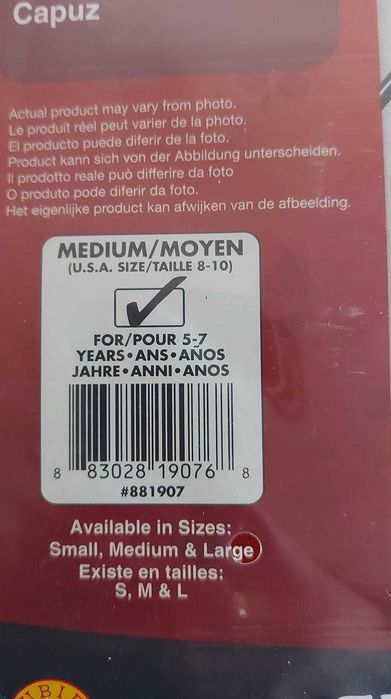 Capuz
Actual product may vary from photo.
Le produit réel peut varier de la photo.
El producto puede diferir de la foto.
Product kann sich von der Abbildung unterscheiden.
Il prodotto reale può differire da foto
O produto pode diferir da foto.
Het eigenlijke product kan afwijken van de afbeelding.
MEDIUM/MOYEN
(U.S.A. SIZE/TAILLE 8-10)
FOR/POUR 5-7
YEARS•ANS•AÑOS
JAHRE•ANNI•ANOS
8 83028 19076 8
#881907
Available in Sizes:
Small, Medium & Large
Existe en tailles:
S, M & L